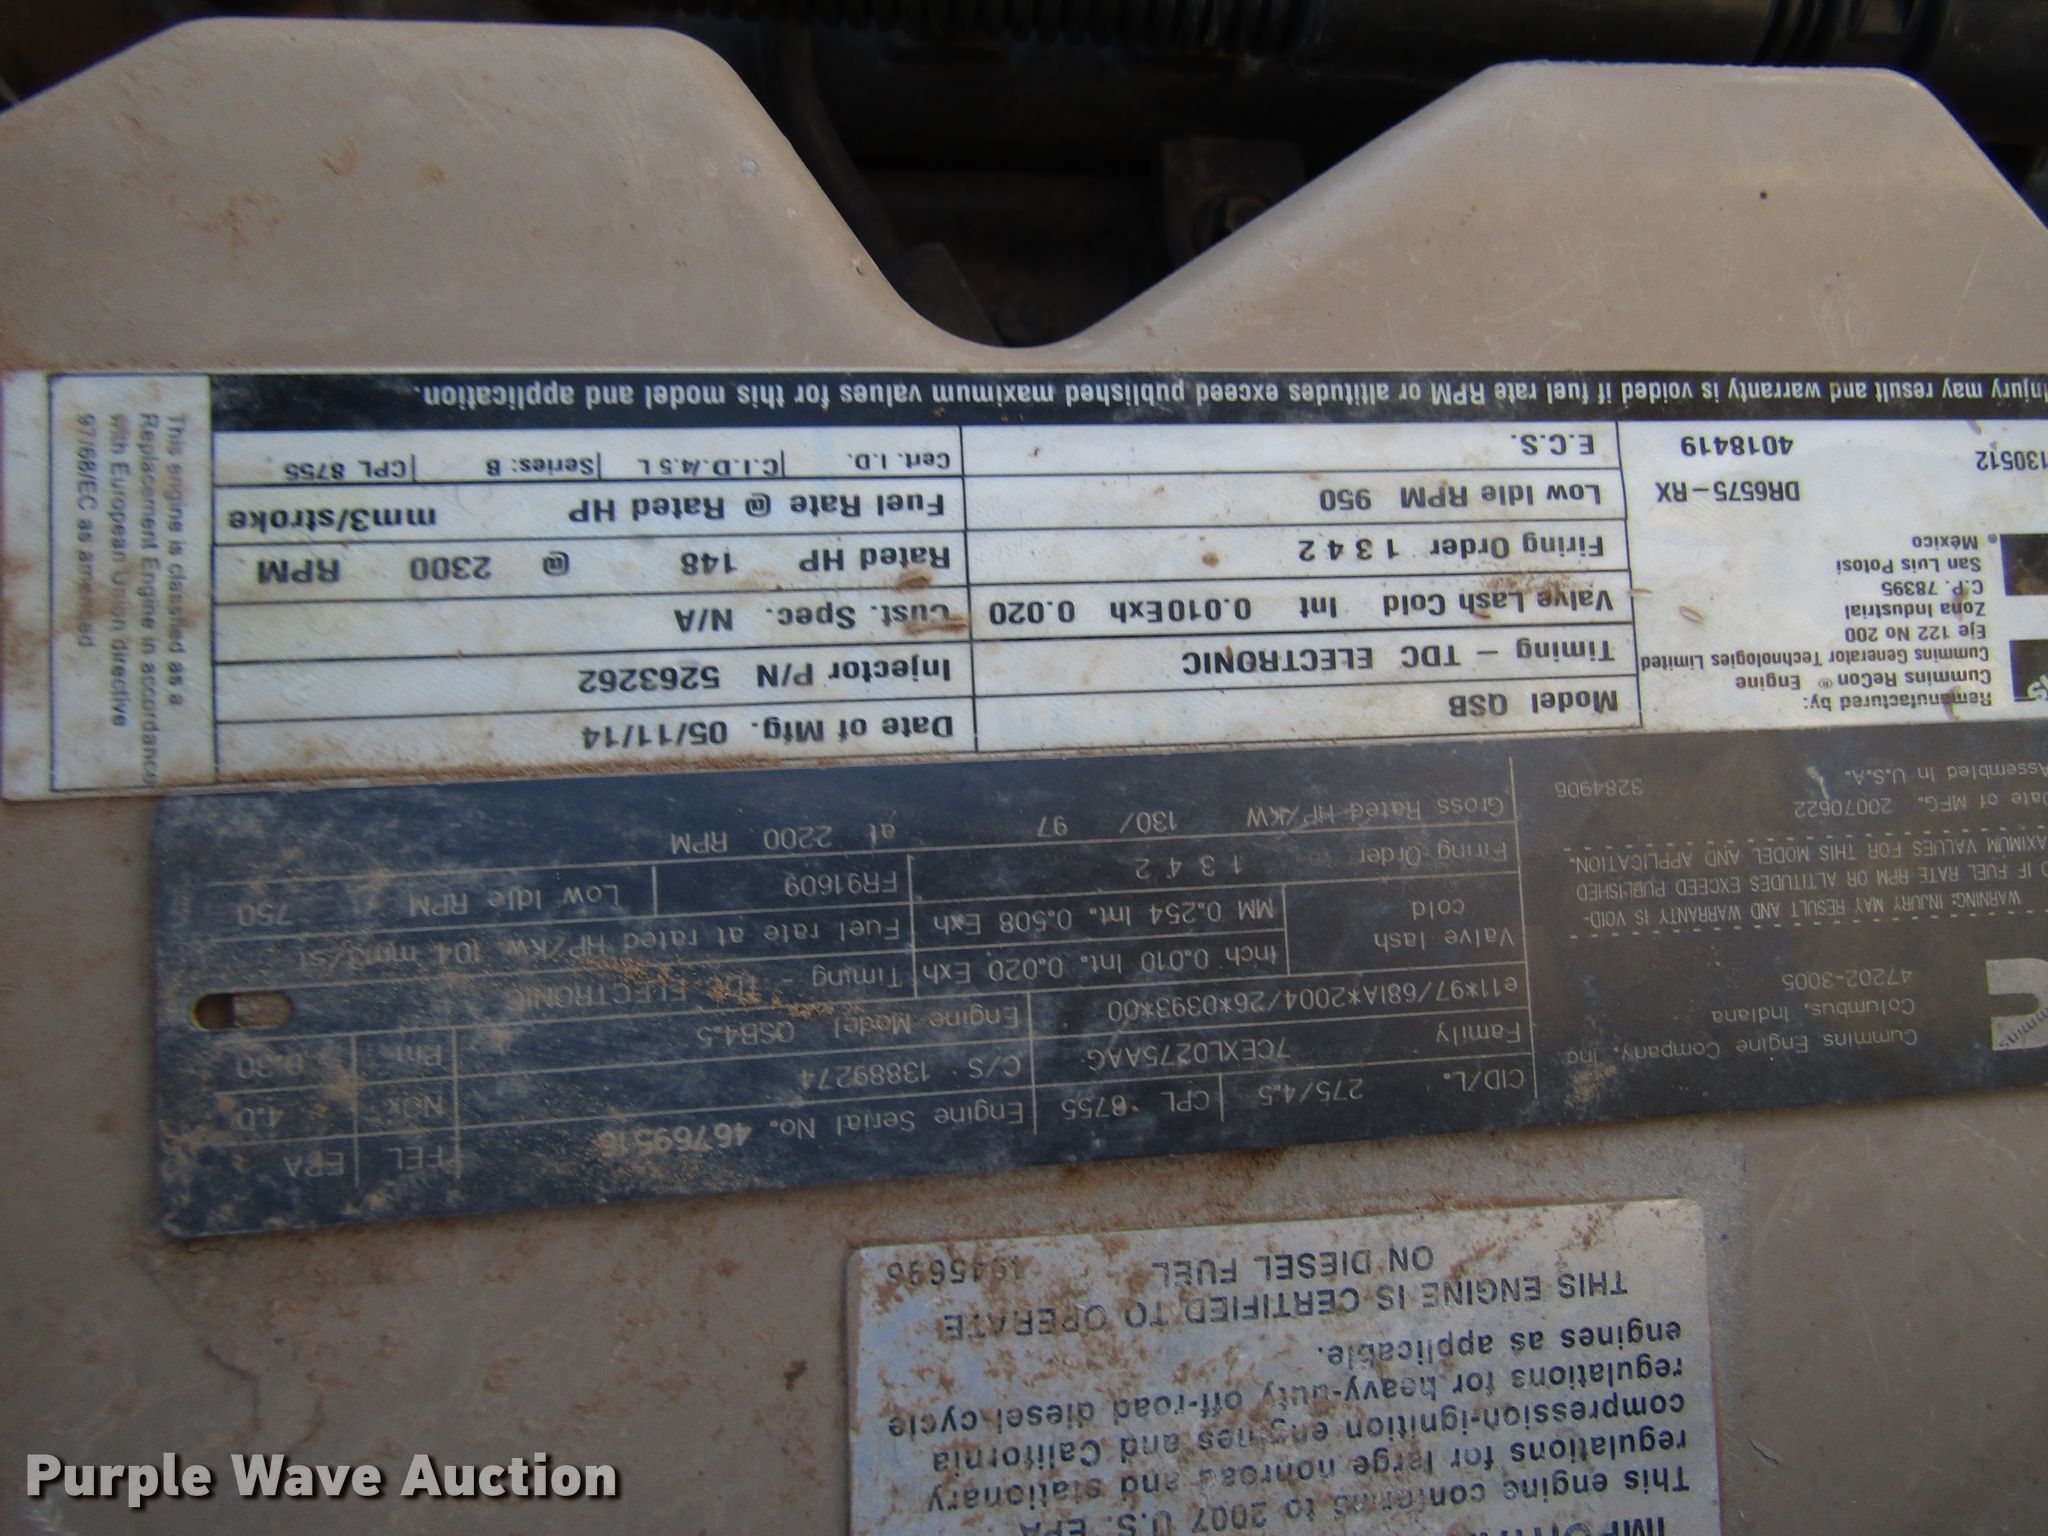 IMPORTA
This engine conforms to 2007 U.S. EPA
regulations for large nonroad and stationary
compression-ignition engines and California
regulations for heavy-duty off-road diesel cycle
engines as applicable.
THIS ENGINE IS CERTIFIED TO OPERATE
ON DIESEL FUEL
Cummins Engine Company, Inc
Columbus, Indiana
47202-3005
WARNING: INJURY MAY RESULT AND WARRANTY IS VOID-
IF FUEL RATE RPM OR ALTITUDES EXCEED PUBLISHED
MAXIMUM VALUES FOR THIS MODEL AND APPLICATION.
Date of MFG. 20070622
Assembled in U.S.A. 3284906
CID/L. 275/4.5 CPL 8755 Engine Serial No. 46769516 FEL EPA
Family 7CEXL0275AAG C/S 13889274 NOx 4.0
e11*97/68IA*2004/26*0393*00 Engine Model QSB4.5 Pm 0.30
Valve lash cold Inch 0.010 Int. 0.020 Exh Timing - TDC ELECTRONIC
MM 0.254 Int. 0.508 Exh Fuel rate at rated HP/kw 104 mm3/st
Firing Order 1 3 4 2 FR91609 Low Idle RPM 750
Gross Rated HP/KW 130/ 97 at 2200 RPM
Remanufactured by:
Cummins ReCon ® Engine
Cummins Generator Technologies Limited
Eje 122 No 200
Zona Industrial
C.P. 78395
San Luis Potosi
® México
DR6575-RX
130512 4018419
Model QSB Date of Mfg. 05/11/14
Timing - TDC ELECTRONIC Injector P/N 5263262
Valve Lash Cold Int 0.010 Exh 0.020 Cust. Spec. N/A
Firing Order 1 3 4 2 Rated HP 148 @ 2300 RPM
Low Idle RPM 950 Fuel Rate @ Rated HP mm3/stroke
E.C.S. Cert. I.D. C.I.D./4.5 L Series: B CPL 8755
Injury may result and warranty is voided if fuel rate RPM or altitudes exceed published maximum values for this model and application.
This engine is classified as a
Replacement Engine in accordance
with European Union directive
97/68/EC as amended
Purple Wave Auction